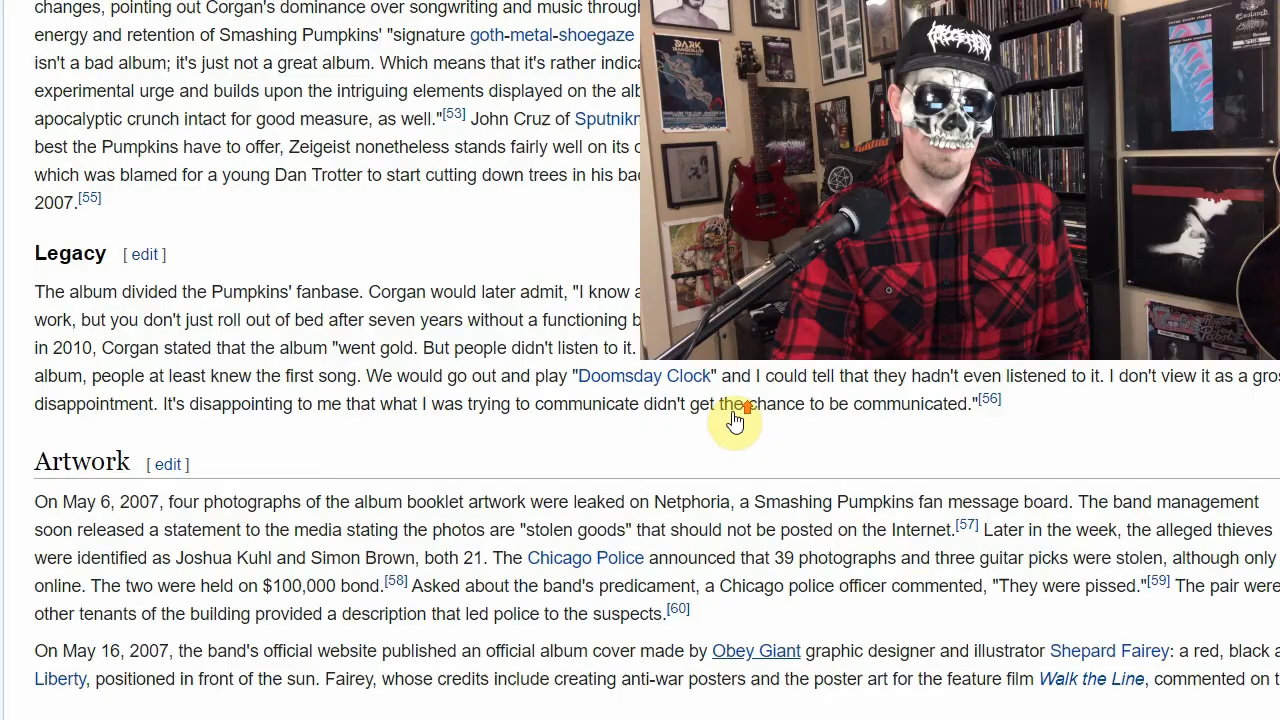 changes, pointing out Corgan's dominance over songwriting and music throug
energy and retention of Smashing Pumpkins' "signature goth-metal-shoegaze
isn't a bad album; it's just not a great album. Which means that it's rather indica
experimental urge and builds upon the intriguing elements displayed on the alb
apocalyptic crunch intact for good measure, as well."[53] John Cruz of Sputnikm
best the Pumpkins have to offer, Zeigeist nonetheless stands fairly well on its o
which was blamed for a young Dan Trotter to start cutting down trees in his bac
2007.[55]
Legacy [ edit ]
The album divided the Pumpkins' fanbase. Corgan would later admit, "I know a
work, but you don't just roll out of bed after seven years without a functioning b
in 2010, Corgan stated that the album "went gold. But people didn't listen to it.
album, people at least knew the first song. We would go out and play "Doomsday Clock" and I could tell that they hadn't even listened to it. I don't view it as a gros
disappointment. It's disappointing to me that what I was trying to communicate didn't get the chance to be communicated."[56]
Artwork [ edit ]
On May 6, 2007, four photographs of the album booklet artwork were leaked on Netphoria, a Smashing Pumpkins fan message board. The band management
soon released a statement to the media stating the photos are "stolen goods" that should not be posted on the Internet.[57] Later in the week, the alleged thieves
were identified as Joshua Kuhl and Simon Brown, both 21. The Chicago Police announced that 39 photographs and three guitar picks were stolen, although only
online. The two were held on $100,000 bond.[58] Asked about the band's predicament, a Chicago police officer commented, "They were pissed."[59] The pair were
other tenants of the building provided a description that led police to the suspects.[60]
On May 16, 2007, the band's official website published an official album cover made by Obey Giant graphic designer and illustrator Shepard Fairey: a red, black a
Liberty, positioned in front of the sun. Fairey, whose credits include creating anti-war posters and the poster art for the feature film Walk the Line, commented on t
DARK